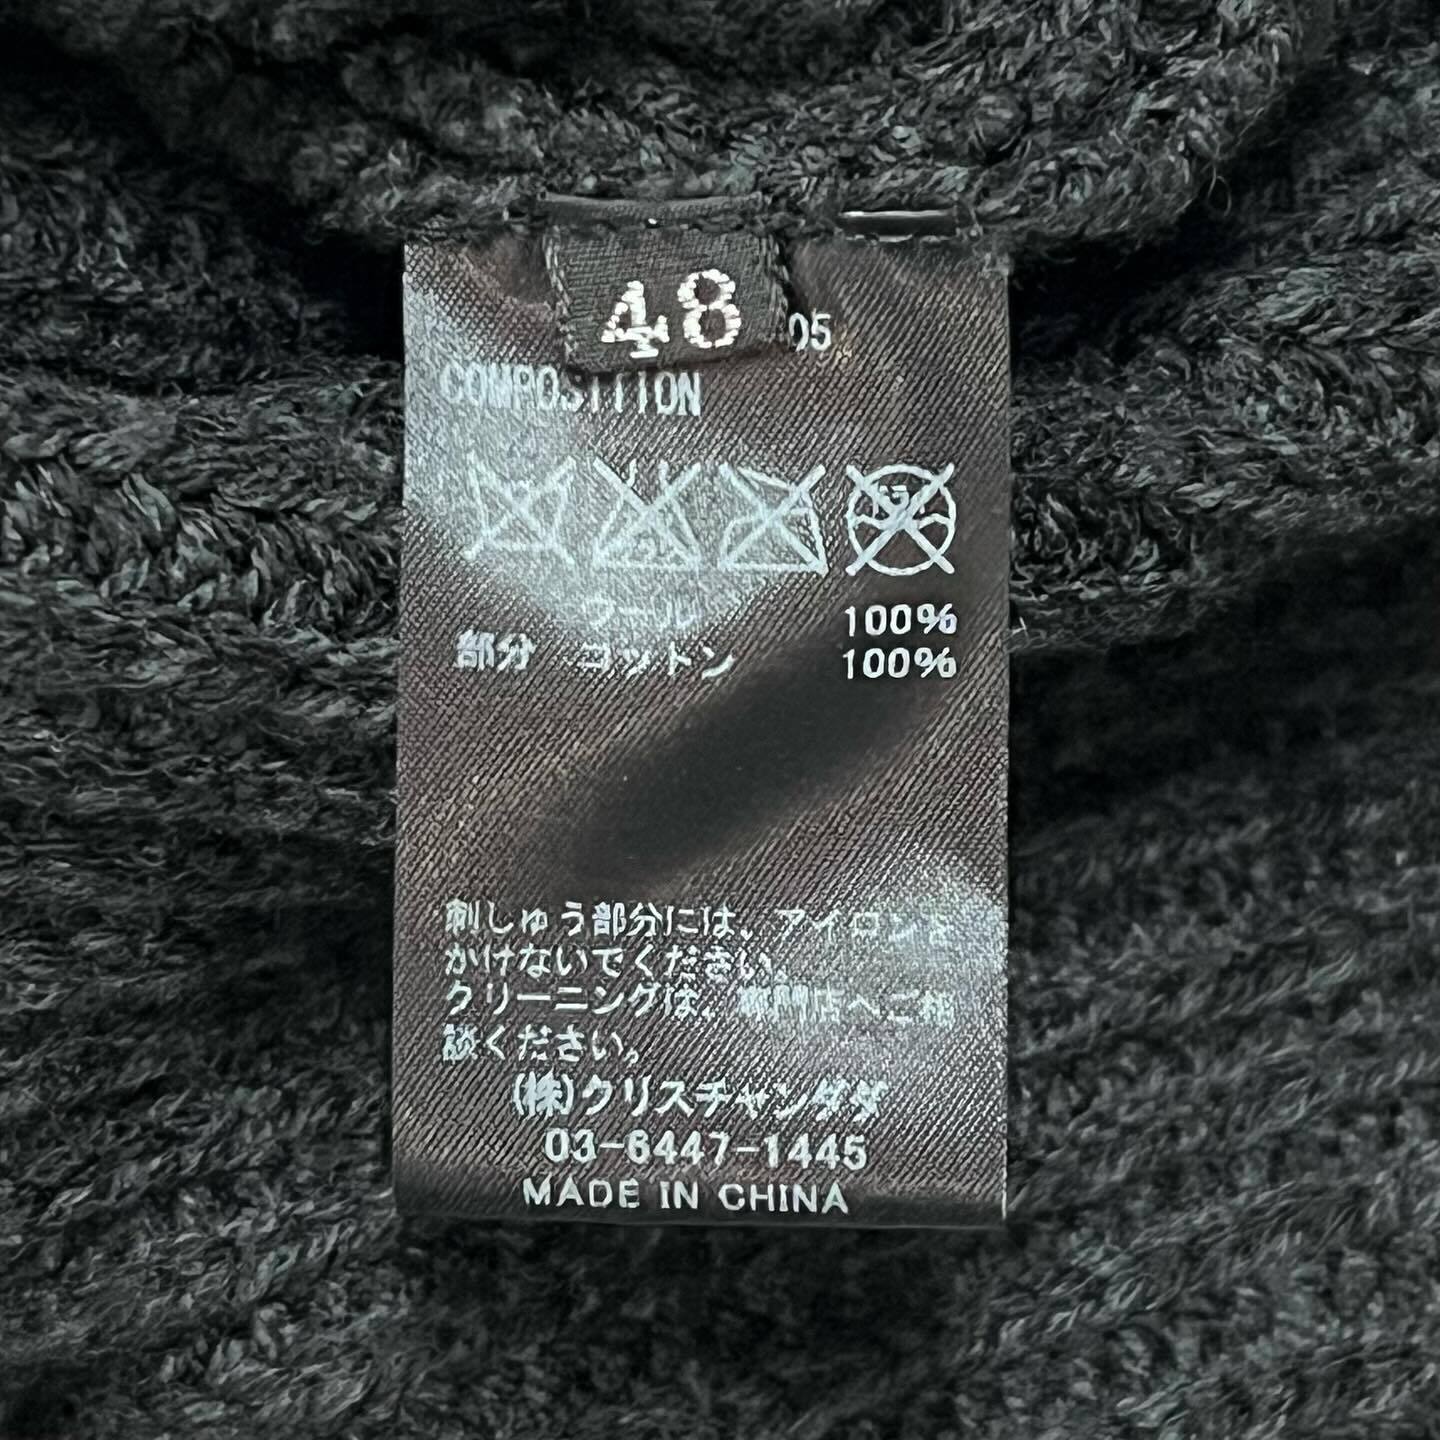 48
05
COMPOSITION
ドライ
ウール 100%
部分 コットン 100%
刺しゅう部分には、アイロンを
かけないでください。
クリーニングは、専門店へご相
談ください。
(株)クリスチャンダダ
03-6447-1445
MADE IN CHINA